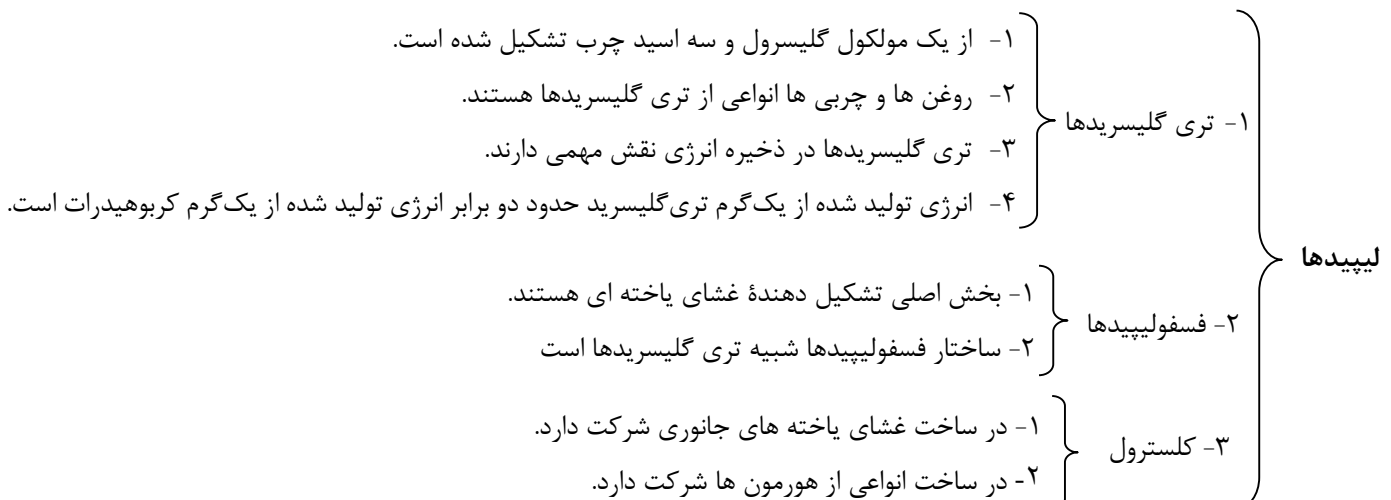 لیپیدها
۱- تری گلیسریدها
۱- از یک مولکول گلیسرول و سه اسید چرب تشکیل شده است.
۲- روغن ها و چربی ها انواعی از تری گلیسریدها هستند.
۳- تری گلیسریدها در ذخیره انرژی نقش مهمی دارند.
۴- انرژی تولید شده از یک‌گرم تری‌گلیسرید حدود دو برابر انرژی تولید شده از یک‌گرم کربوهیدرات است.
۲- فسفولیپیدها
۱- بخش اصلی تشکیل دهندهٔ غشای یاخته ای هستند.
۲- ساختار فسفولیپیدها شبیه تری گلیسریدها است
۳- کلسترول
۱- در ساخت غشای یاخته های جانوری شرکت دارد.
۲- در ساخت انواعی از هورمون ها شرکت دارد.